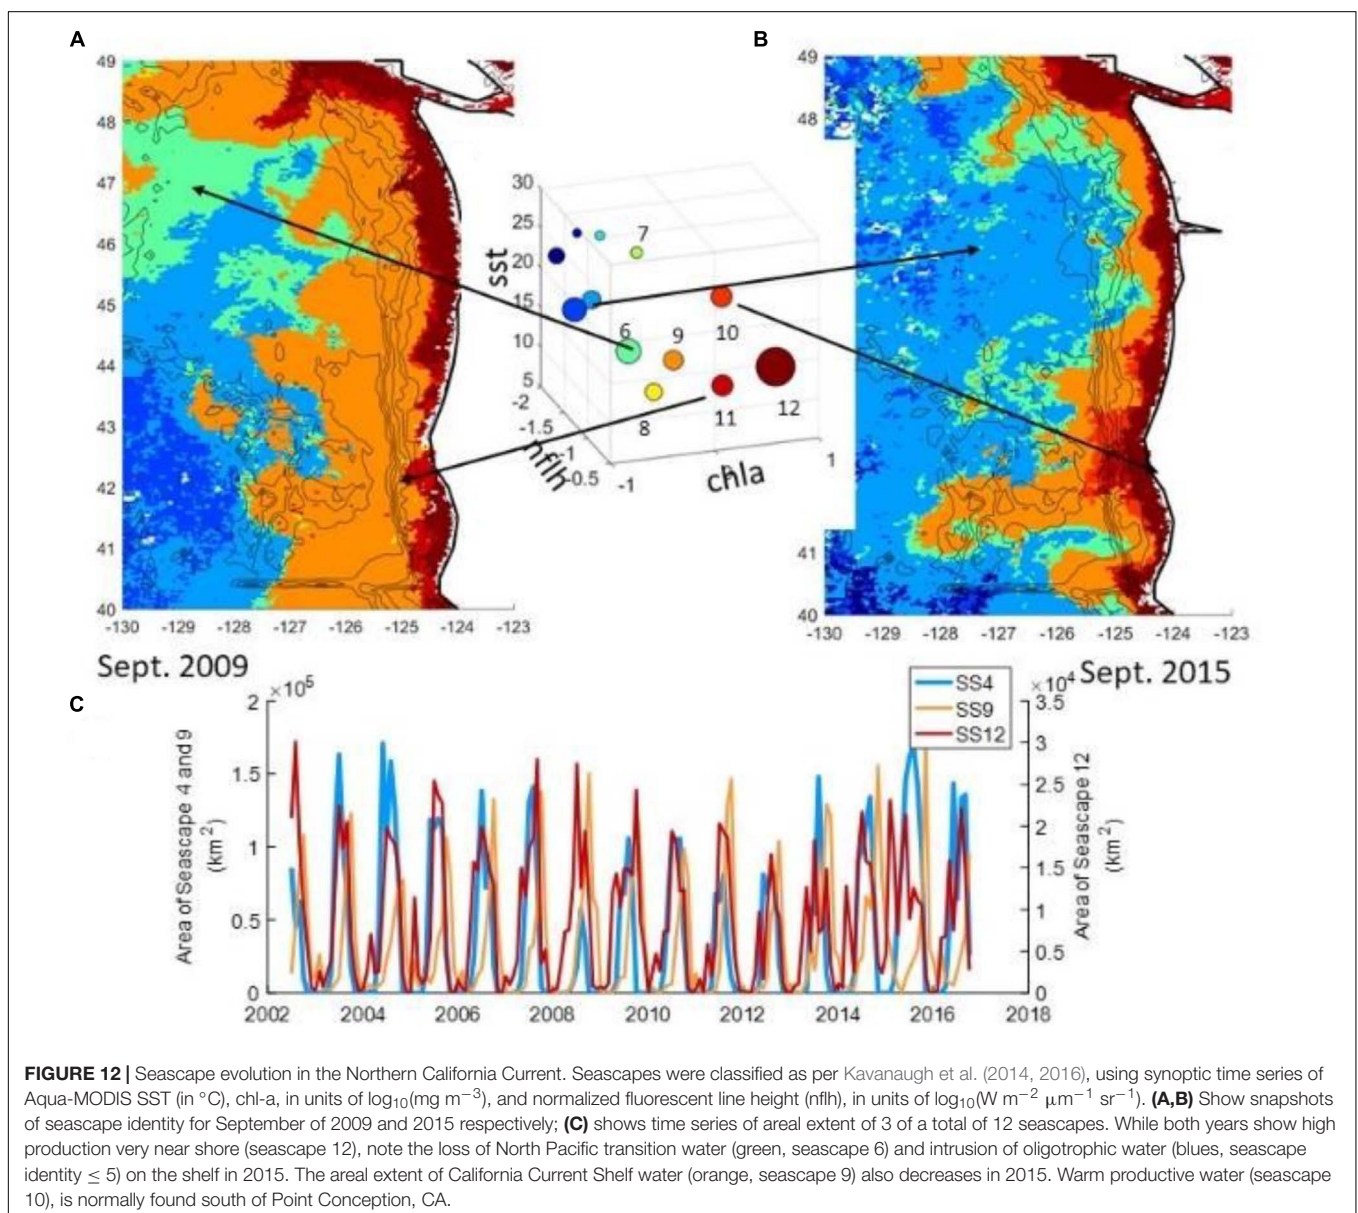 A
B
49
48
47
46
45
44
43
42
41
40
-130 -129 -128 -127 -126 -125 -124 -123
Sept. 2009
30
25
20
15
10
5
sst
-2
-1.5
-1
-0.5
nflh
-1
1
chla
7
6
9
10
8
11
12
49
48
41
40
-130 -129 -128 -127 -126 -125 -124 -123
Sept. 2015
C
×10⁵
2
1.5
1
0.5
0
Area of Seascape 4 and 9
(km²)
SS4
SS9
SS12
×10⁴
3.5
3
2.5
2
1.5
1
0.5
0
Area of Seascape 12
(km²)
2002 2004 2006 2008 2010 2012 2014 2016 2018
FIGURE 12 | Seascape evolution in the Northern California Current. Seascapes were classified as per Kavanaugh et al. (2014, 2016), using synoptic time series of
Aqua-MODIS SST (in °C), chl-a, in units of log₁₀(mg m⁻³), and normalized fluorescent line height (nflh), in units of log₁₀(W m⁻² μm⁻¹ sr⁻¹). (A,B) Show snapshots
of seascape identity for September of 2009 and 2015 respectively; (C) shows time series of areal extent of 3 of a total of 12 seascapes. While both years show high
production very near shore (seascape 12), note the loss of North Pacific transition water (green, seascape 6) and intrusion of oligotrophic water (blues, seascape
identity ≤ 5) on the shelf in 2015. The areal extent of California Current Shelf water (orange, seascape 9) also decreases in 2015. Warm productive water (seascape
10), is normally found south of Point Conception, CA.